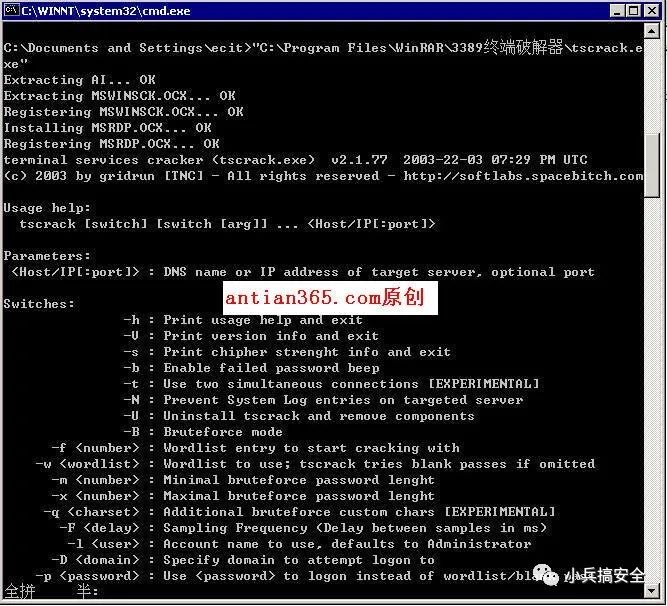 C:\WINNT\system32\cmd.exe
C:\Documents and Settings\ecit>"C:\Program Files\WinRAR\3389终端破解器\tscrack.e
xe"
Extracting AI... OK
Extracting MSWINSCK.OCX... OK
Registering MSWINSCK.OCX... OK
Installing MSRDP.OCX... OK
Registering MSRDP.OCX... OK
terminal services cracker (tscrack.exe)  v2.1.77  2003-22-03 07:29 PM UTC
(c) 2003 by gridrun [TNC] - All rights reserved - http://softlabs.spacebitch.com
Usage help:
tscrack [switch] [switch [arg]] ... <Host/IP[:port]>
Parameters:
<Host/IP[:port]> : DNS name or IP address of target server, optional port
antian365.com原创
Switches:
-h : Print usage help and exit
-V : Print version info and exit
-s : Print chipher strenght info and exit
-b : Enable failed password beep
-t : Use two simultaneous connections [EXPERIMENTAL]
-N : Prevent System Log entries on targeted server
-U : Uninstall tscrack and remove components
-B : Bruteforce mode
-f <number> : Wordlist entry to start cracking with
-w <wordlist> : Wordlist to use; tscrack tries blank passes if omitted
-m <number> : Minimal bruteforce password lenght
-x <number> : Maximal bruteforce password lenght
-q <charset> : Additional bruteforce custom chars [EXPERIMENTAL]
-F <delay> : Sampling Frequency (Delay between samples in ms)
-l <user> : Account name to use, defaults to Administrator
-D <domain> : Specify domain to attempt logon to
-p <password> : Use <password> to logon instead of wordlist/blank
小兵搞安全
全拼 半: